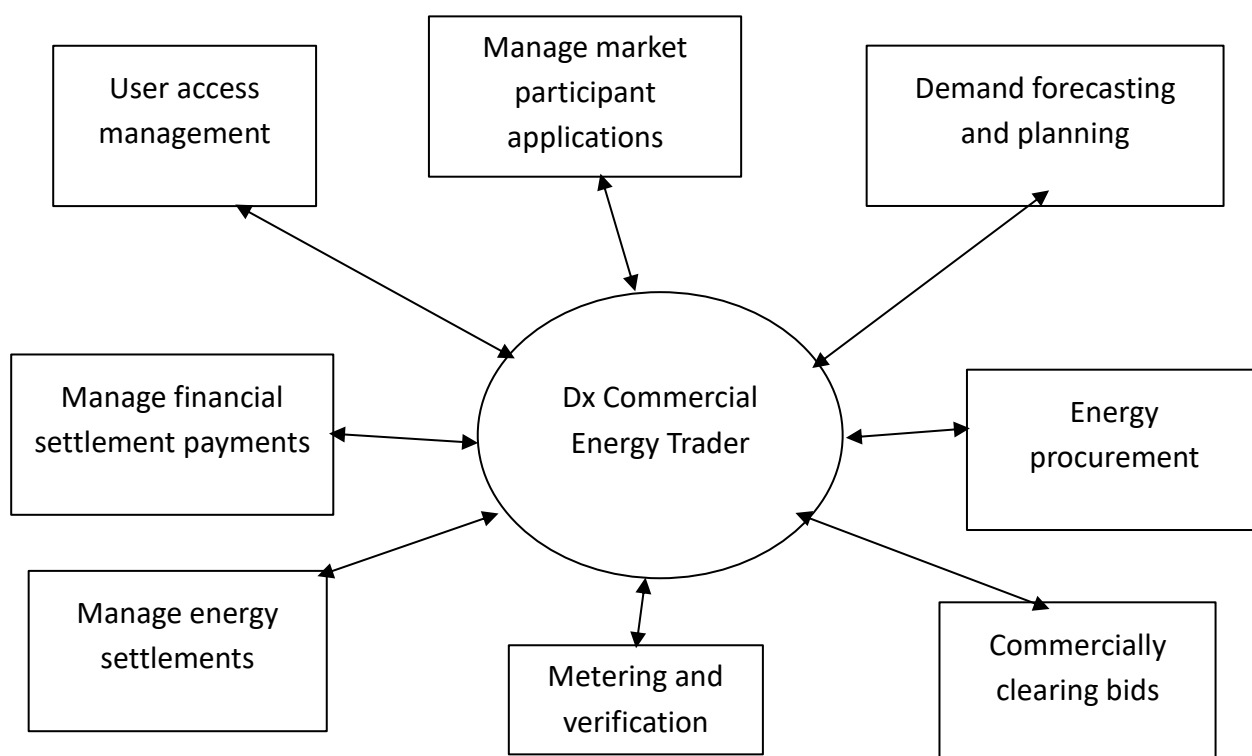 User access
management
Manage market
participant
applications
Demand forecasting
and planning
Manage financial
settlement payments
Dx Commercial
Energy Trader
Energy
procurement
Manage energy
settlements
Metering and
verification
Commercially
clearing bids